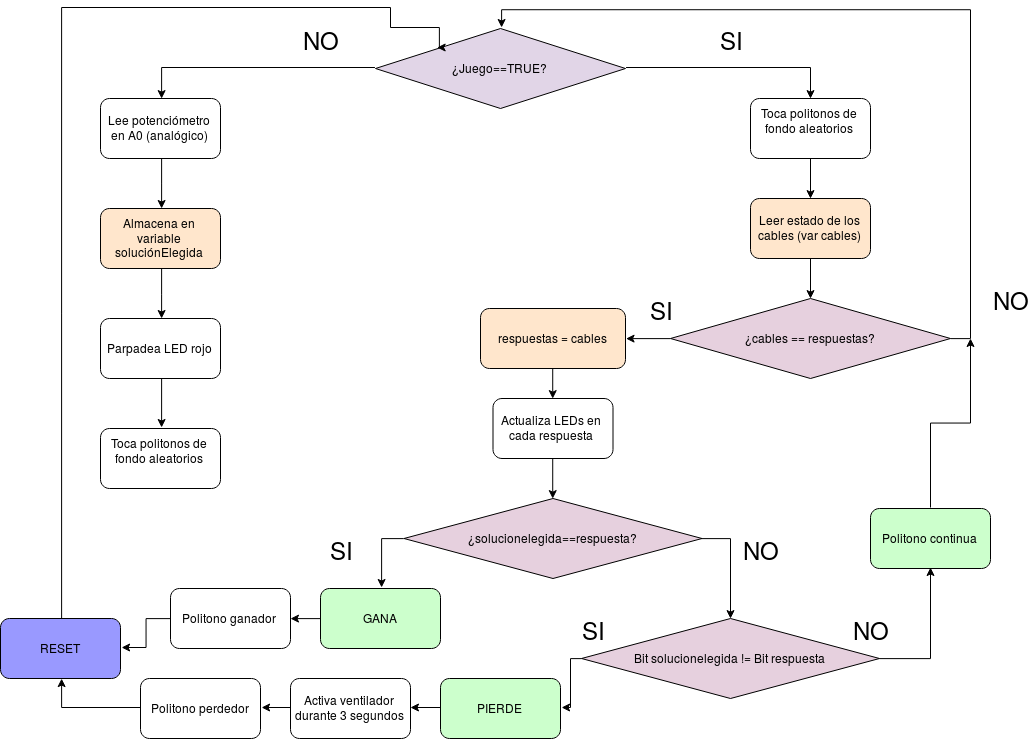 NO
SI
¿Juego==TRUE?
Lee potenciómetro
en A0 (analógico)
Toca politonos de
fondo aleatorios
Almacena en
variable
soluciónElegida
Leer estado de los
cables (var cables)
NO
SI
Parpadea LED rojo
respuestas = cables
¿cables == respuestas?
Toca politonos de
fondo aleatorios
Actualiza LEDs en
cada respuesta
¿solucionelegida==respuesta?
SI
NO
Politono continua
Politono ganador
GANA
SI
NO
RESET
Bit solucionelegida != Bit respuesta
Politono perdedor
Activa ventilador
durante 3 segundos
PIERDE